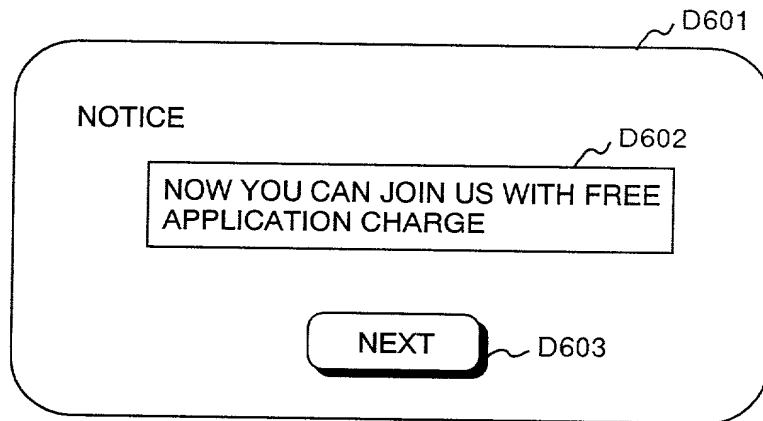 D601
NOTICE
D602
NOW YOU CAN JOIN US WITH FREE
APPLICATION CHARGE
NEXT
D603